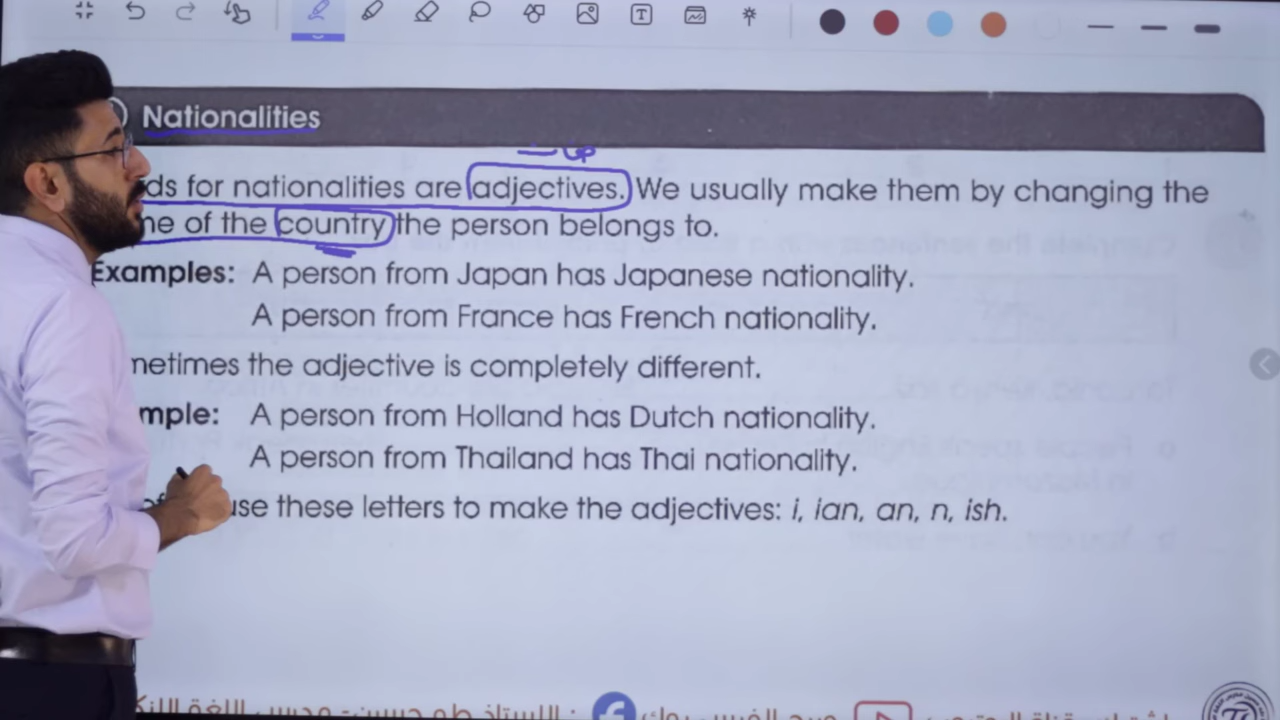 Nationalities
ds for nationalities are adjectives. We usually make them by changing the
me of the country the person belongs to.
Examples: A person from Japan has Japanese nationality.
A person from France has French nationality.
metimes the adjective is completely different.
mple: A person from Holland has Dutch nationality.
A person from Thailand has Thai nationality.
use these letters to make the adjectives: i, ian, an, n, ish.